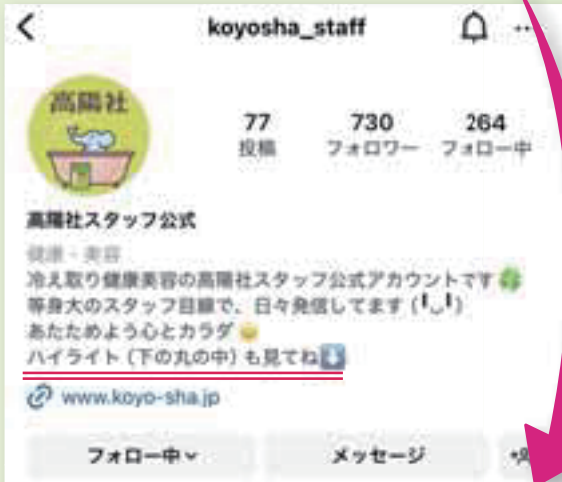 koyosha_staff
高陽社
77 730 264
投稿 フォロワー フォロー中
高陽社スタッフ公式
健康・美容
冷え取り健康美容の高陽社スタッフ公式アカウントです
等身大のスタッフ目線で、日々発信してます (╹◡╹)
あたためよう心とカラダ
ハイライト (下の丸の中) も見てね⬇️
www.koyo-sha.jp
フォロー中 メッセージ